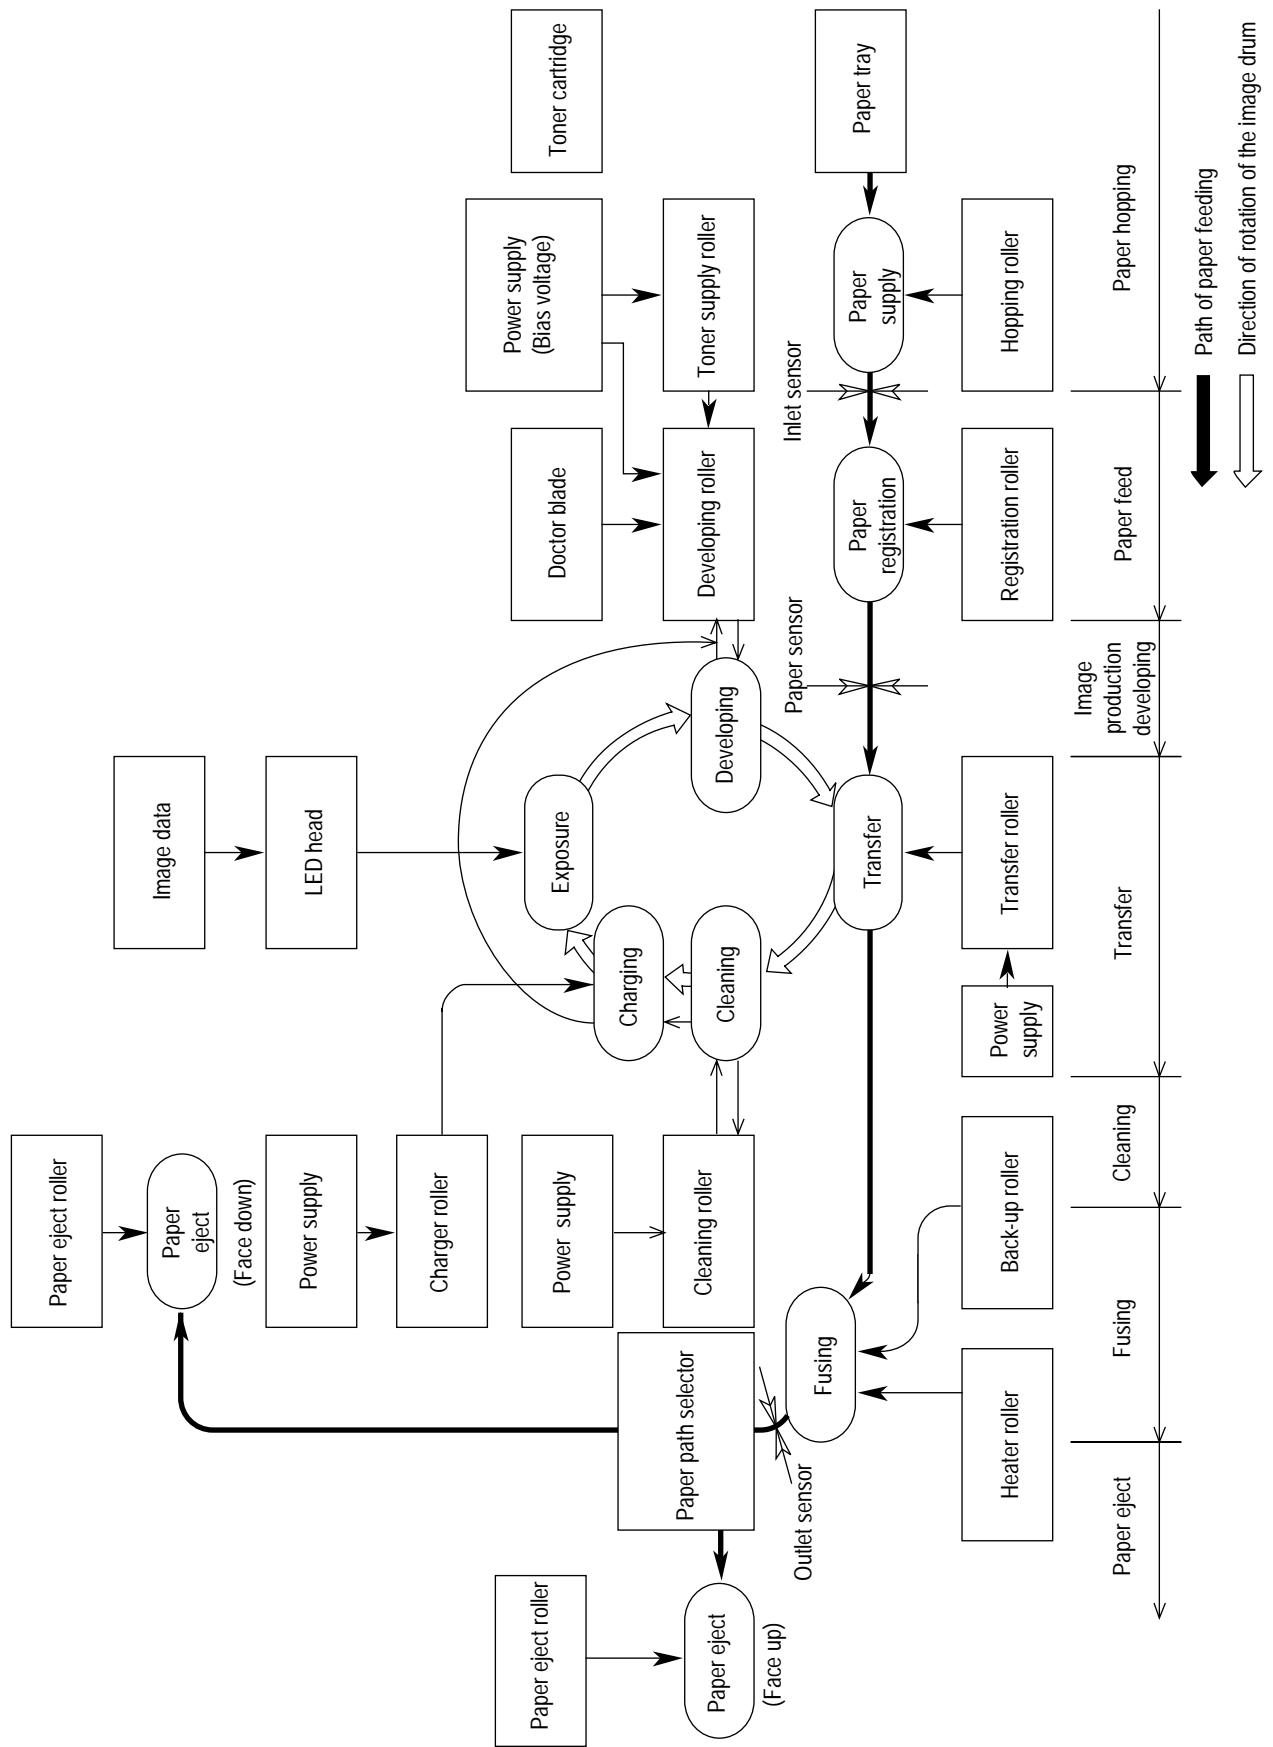 Paper eject roller
Paper
eject
(Face down)
Power supply
Charger roller
Power supply
Cleaning roller
Image data
LED head
Exposure
Charging
Cleaning
Developing
Transfer
Toner cartridge
Power supply
(Bias voltage)
Toner supply roller
Doctor blade
Developing roller
Paper tray
Paper
supply
Hopping roller
Inlet sensor
Paper
registration
Registration roller
Paper sensor
Transfer roller
Power
supply
Back-up roller
Fusing
Heater roller
Paper path selector
Outlet sensor
Paper eject roller
Paper eject
(Face up)
Paper eject
Fusing
Cleaning
Transfer
Image
production
developing
Paper feed
Paper hopping
Path of paper feeding
Direction of rotation of the image drum